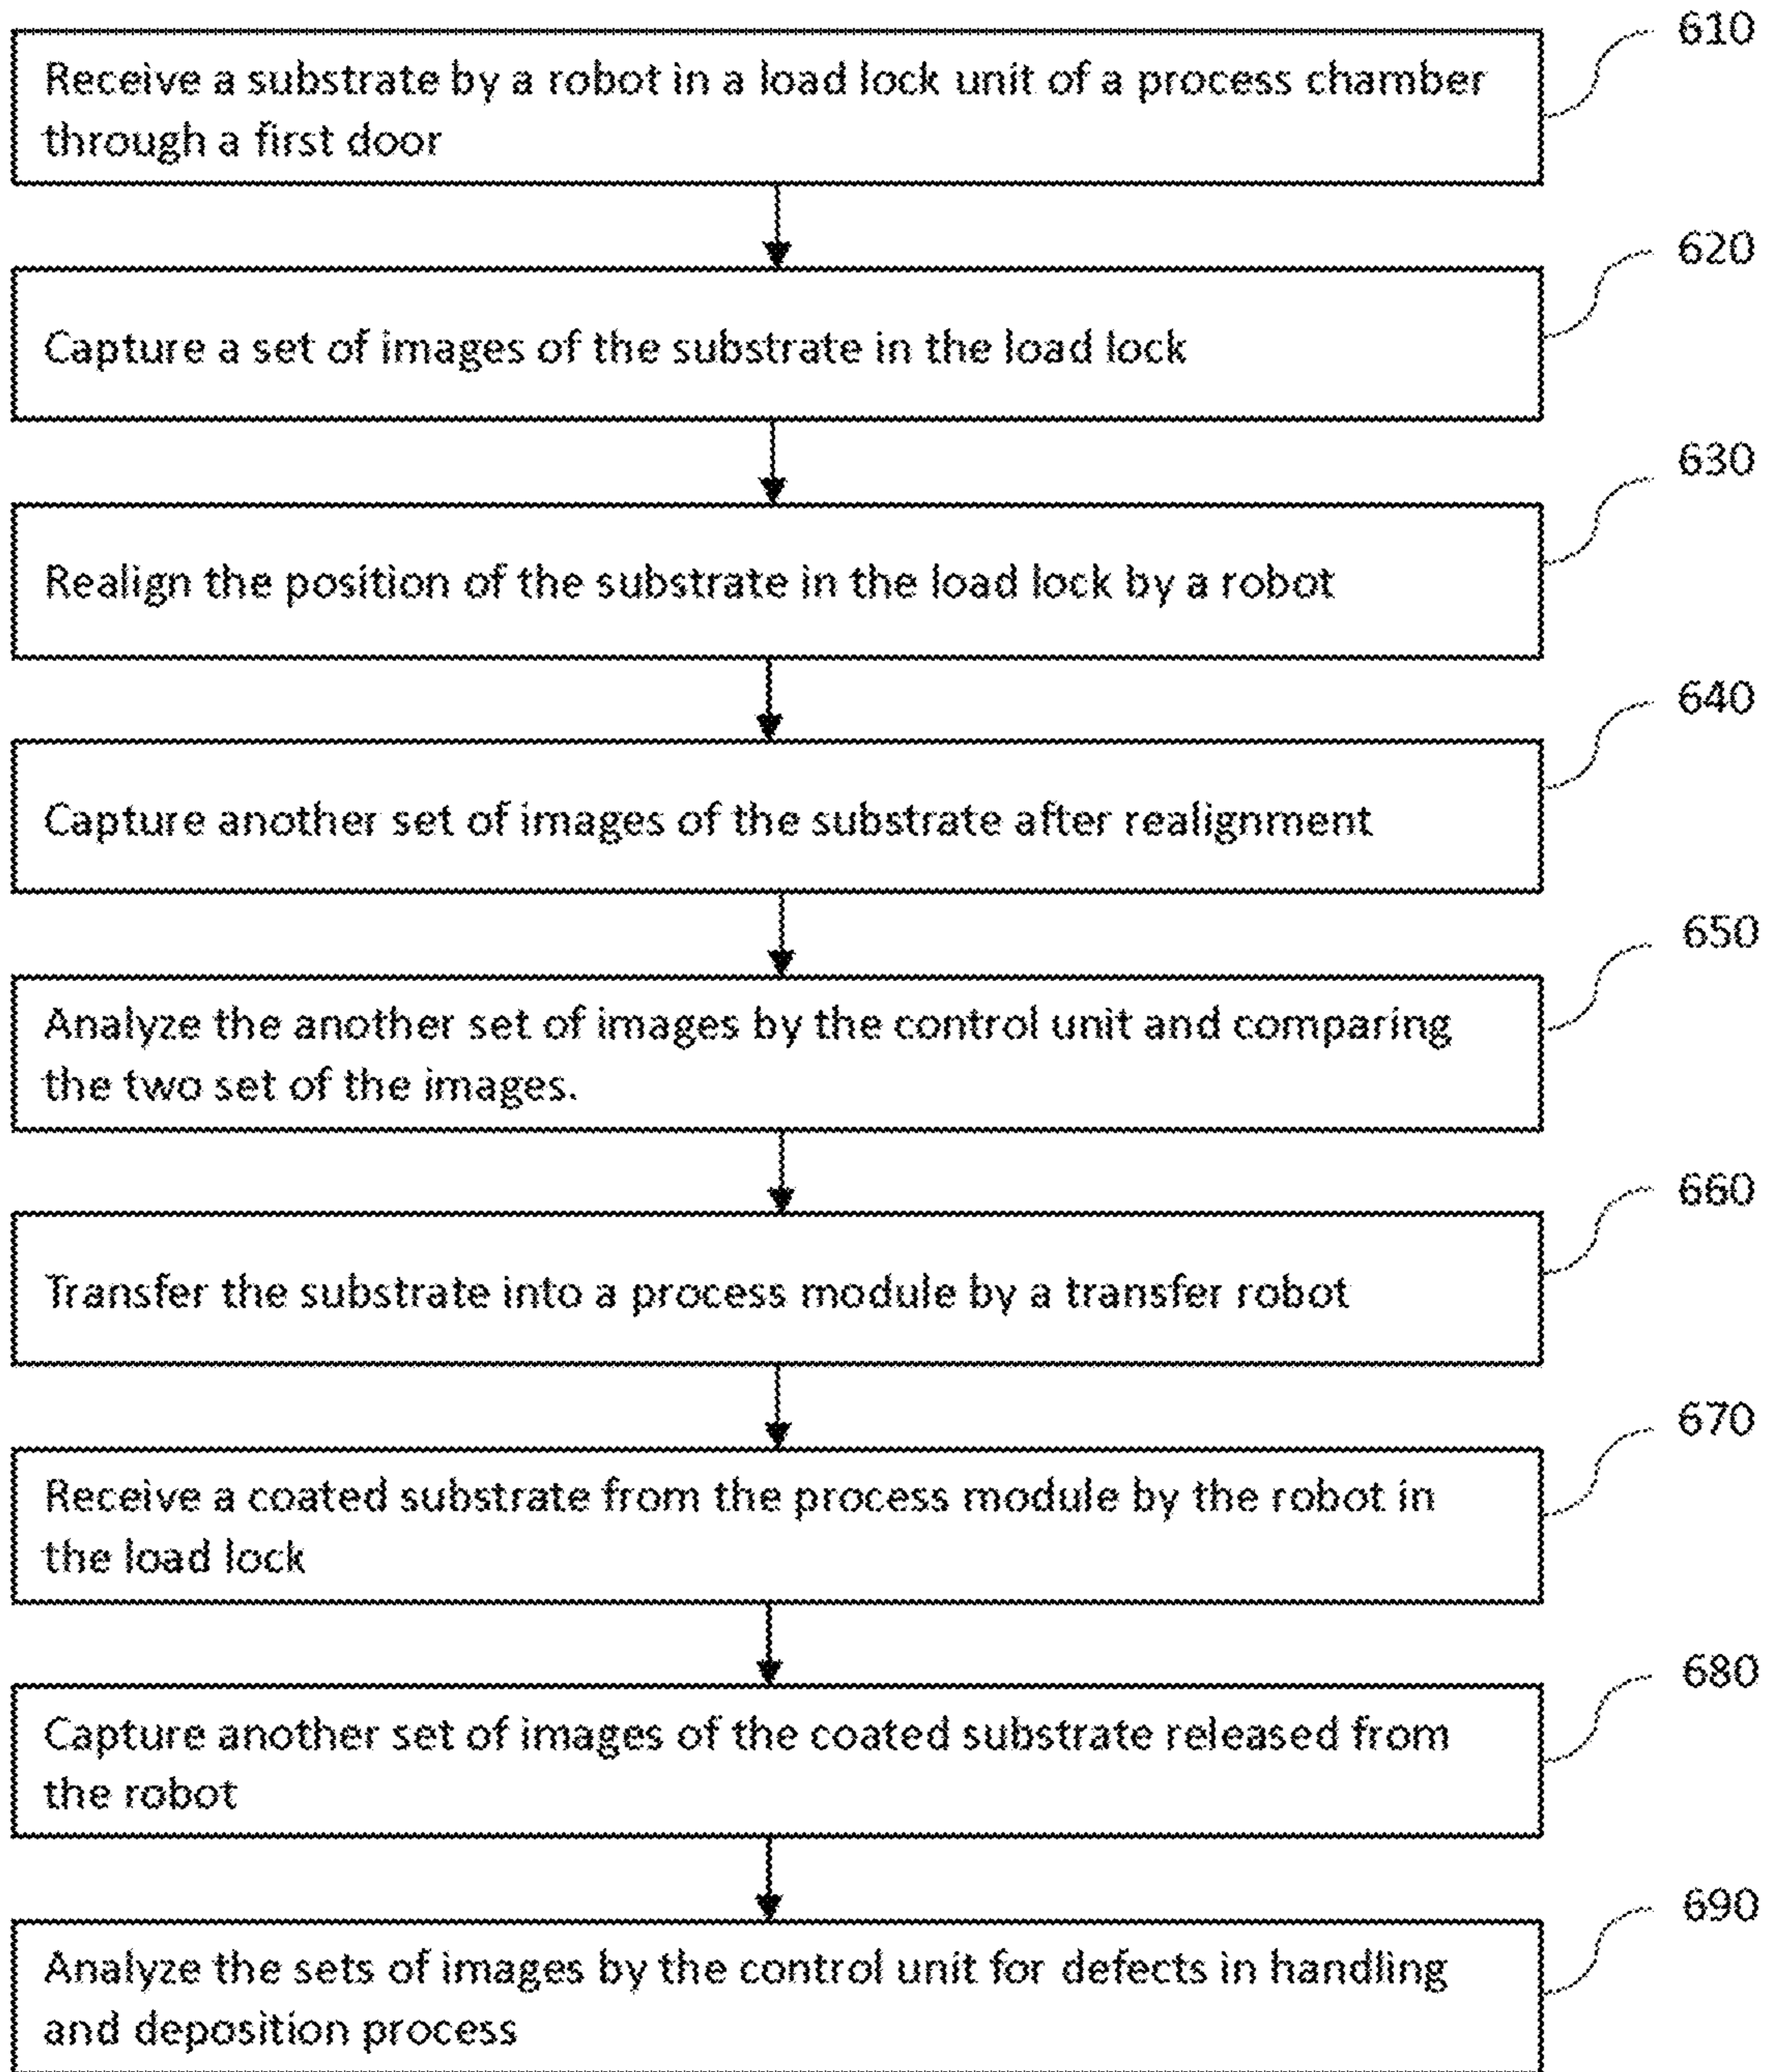 610
Receive a substrate by a robot in a load lock unit of a process chamber
through a first door
620
Capture a set of images of the substrate in the load lock
630
Realign the position of the substrate in the load lock by a robot
640
Capture another set of images of the substrate after realignment
650
Analyze the another set of images by the control unit and comparing
the two set of the images.
660
Transfer the substrate into a process module by a transfer robot
670
Receive a coated substrate from the process module by the robot in
the load lock
680
Capture another set of images of the coated substrate released from
the robot
690
Analyze the sets of images by the control unit for defects in handling
and deposition process